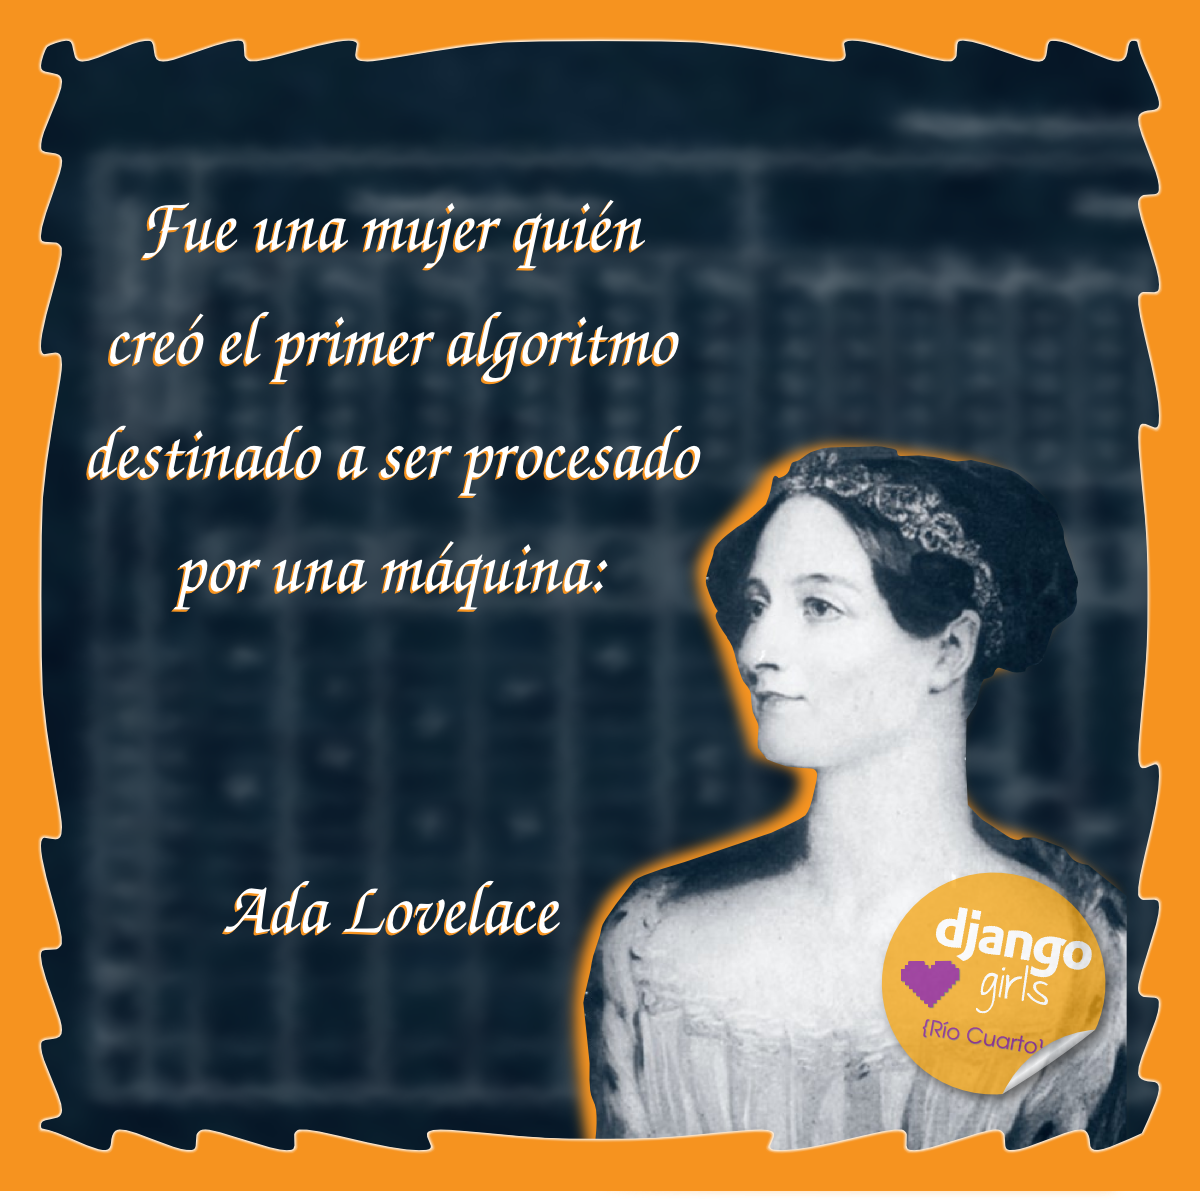 Fue una mujer quién
creó el primer algoritmo
destinado a ser procesado
por una máquina:
Ada Lovelace
django
girls
{Río Cuarto}